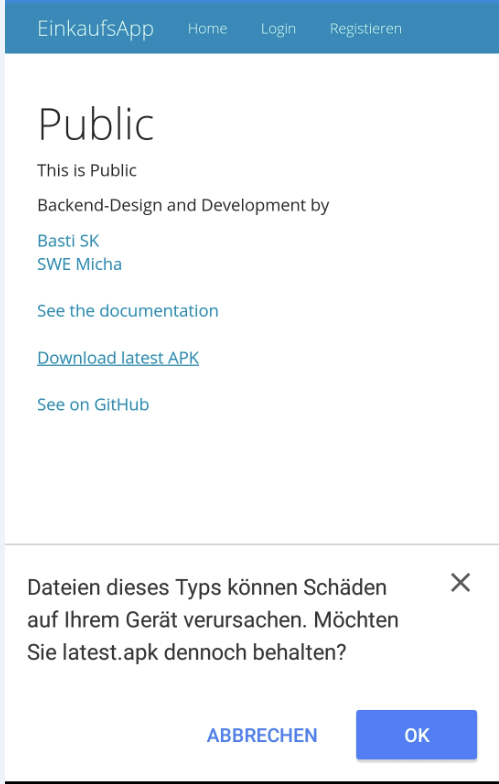 EinkaufsApp Home Login Registieren
Public
This is Public
Backend-Design and Development by
Basti SK
SWE Micha
See the documentation
Download latest APK
See on GitHub
Dateien dieses Typs können Schäden
auf Ihrem Gerät verursachen. Möchten
Sie latest.apk dennoch behalten?
ABBRECHEN OK